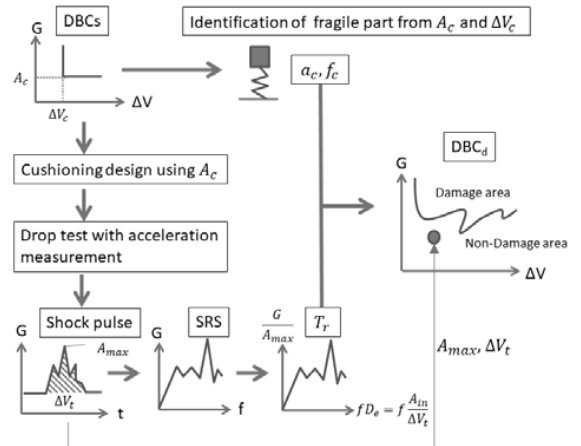 DBCs
Identification of fragile part from A_c and ΔV_c
G
A_c
ΔV_c
ΔV
a_c, f_c
Cushioning design using A_c
Drop test with acceleration
measurement
DBC_d
G
Damage area
Non-Damage area
ΔV
Shock pulse
SRS
G/A_max
T_r
G
A_max
ΔV_t
t
G
f
fD_e = f A_in/ΔV_t
A_max, ΔV_t